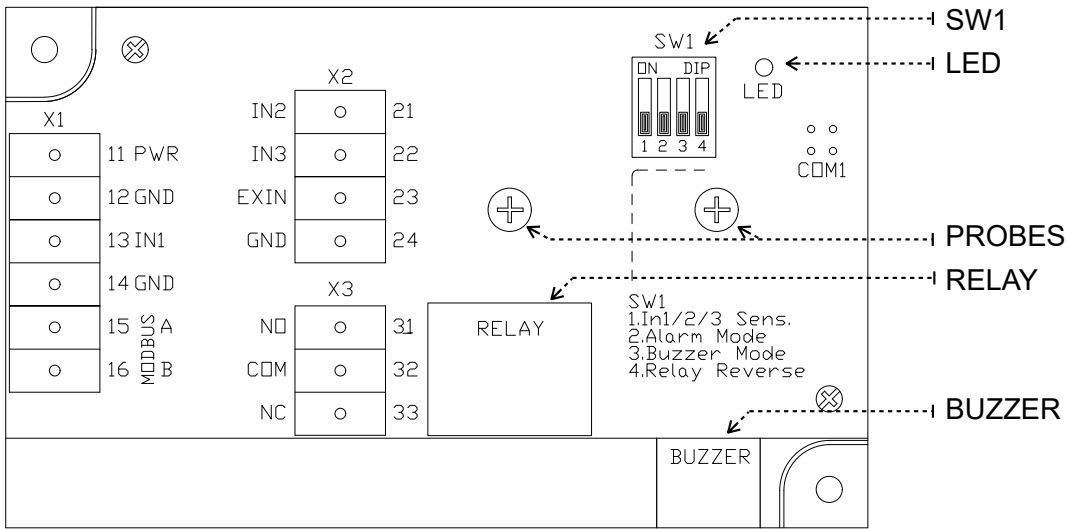 SW1
LED
PROBES
RELAY
BUZZER
SW1
ON DIP
1 2 3 4
LED
COM1
X1
11 PWR
12 GND
13 IN1
14 GND
15 A
16 B
MODBUS
X2
IN2 21
IN3 22
EXIN 23
GND 24
X3
NO 31
COM 32
NC 33
RELAY
SW1
1.In1/2/3 Sens.
2.Alarm Mode
3.Buzzer Mode
4.Relay Reverse
BUZZER